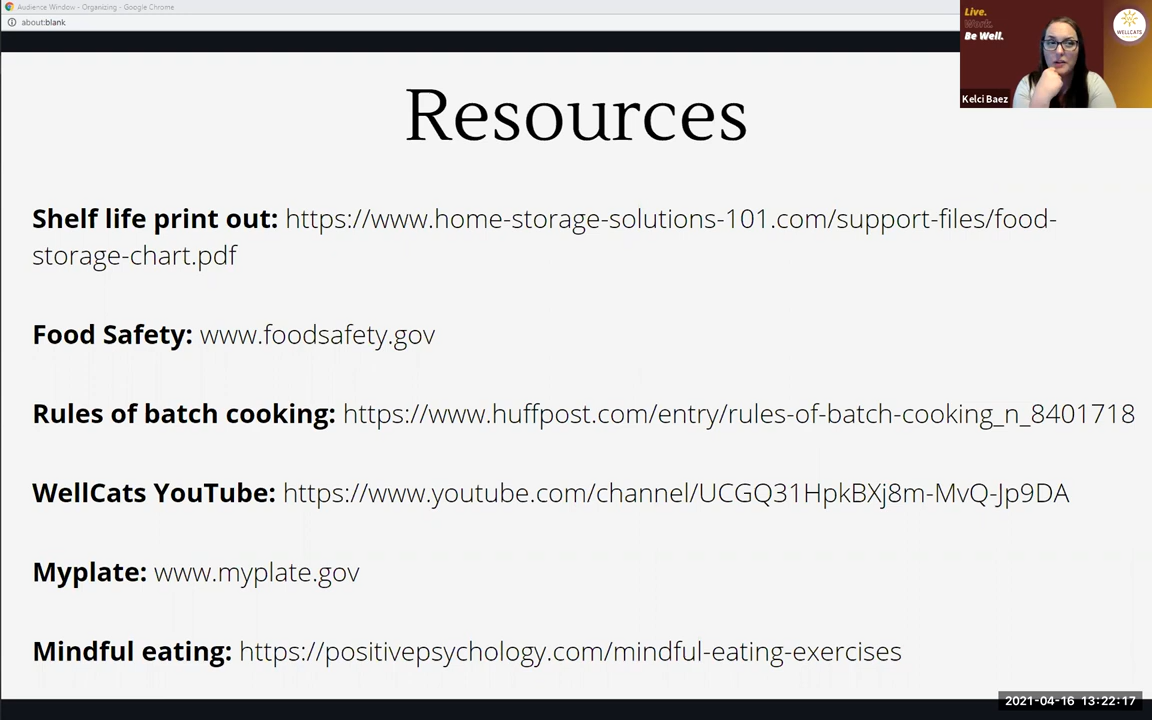 Audience Window - Organizing - Google Chrome
about:blank
Live.
Work.
Be Well.
WELLCATS
Kelci Baez
Resources
Shelf life print out: https://www.home-storage-solutions-101.com/support-files/food-
storage-chart.pdf
Food Safety: www.foodsafety.gov
Rules of batch cooking: https://www.huffpost.com/entry/rules-of-batch-cooking_n_8401718
WellCats YouTube: https://www.youtube.com/channel/UCGQ31HpkBXj8m-MvQ-Jp9DA
Myplate: www.myplate.gov
Mindful eating: https://positivepsychology.com/mindful-eating-exercises
2021-04-16 13:22:17